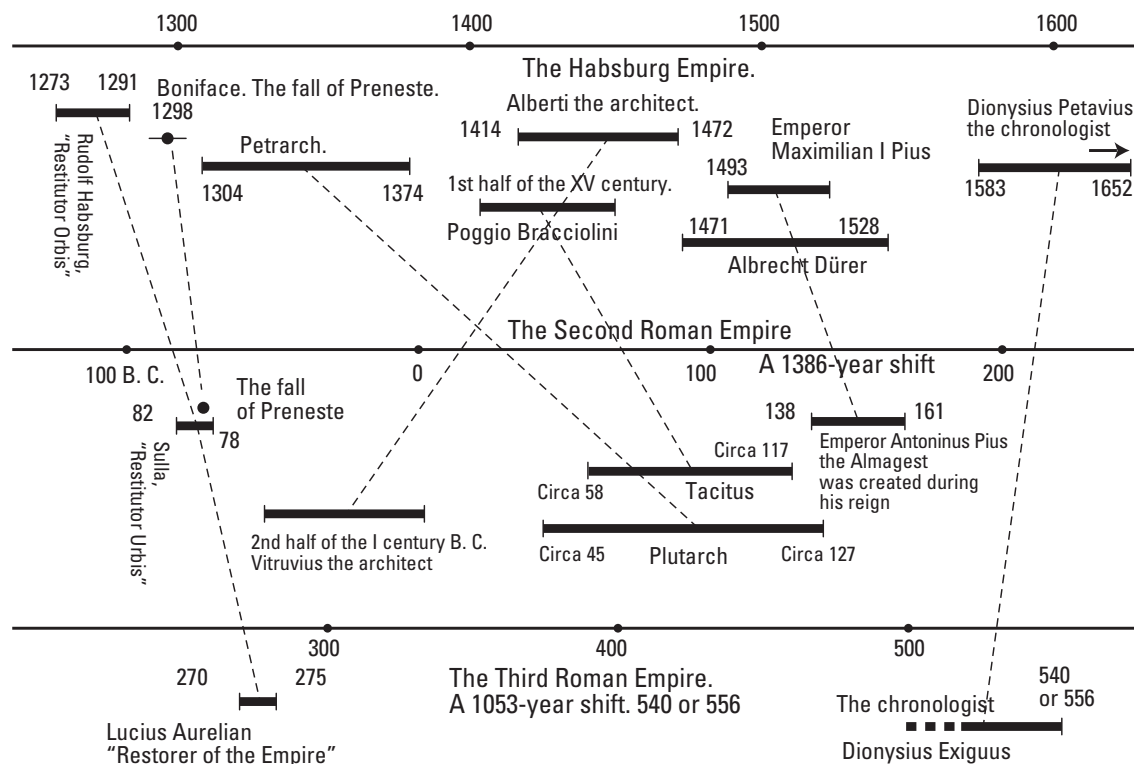 1300 1400 1500 1600
The Habsburg Empire.
1273 1291
Boniface. The fall of Preneste.
1298
Rudolf Habsburg,
"Restitutor Orbis"
Petrarch.
1304 1374
Alberti the architect.
1414 1472
1st half of the XV century.
Poggio Bracciolini
Emperor
Maximilian I Pius
1493
1471 1528
Albrecht Dürer
Dionysius Petavius
the chronologist
1583 1652
The Second Roman Empire
100 B. C. 0 100 200
A 1386-year shift
82 78
Sulla,
"Restitutor Urbis"
The fall
of Preneste
2nd half of the I century B. C.
Vitruvius the architect
Circa 117
Circa 58 Tacitus
Circa 45 Plutarch Circa 127
138 161
Emperor Antoninus Pius
the Almagest
was created during
his reign
300 400 500
The Third Roman Empire.
A 1053-year shift. 540 or 556
270 275
Lucius Aurelian
“Restorer of the Empire”
540
or 556
The chronologist
Dionysius Exiguus